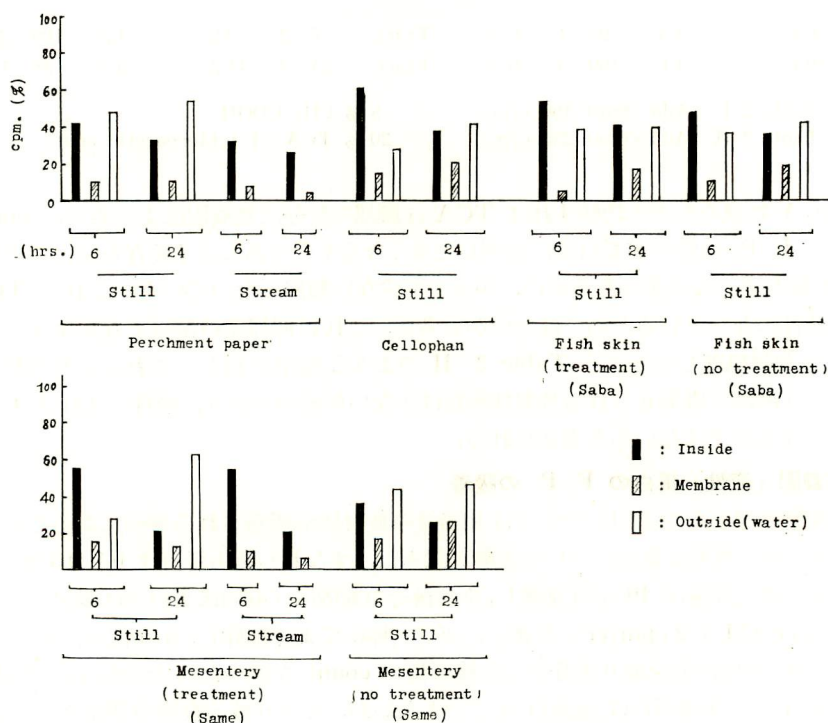 100
80
60
40
20
0
cpm. (%)
(hrs.) 6 24 6 24 6 24 6 24 6 24
Still Stream Still Still Still
Perchment paper Cellophan Fish skin Fish skin
(treatment) (no treatment)
(Saba) (Saba)
100
80
60
40
20
: Inside
: Membrane
: Outside(water)
6 24 6 24 6 24
Still Stream Still
Mesentery Mesentery
(treatment) (no treatment)
(Same) (Same)